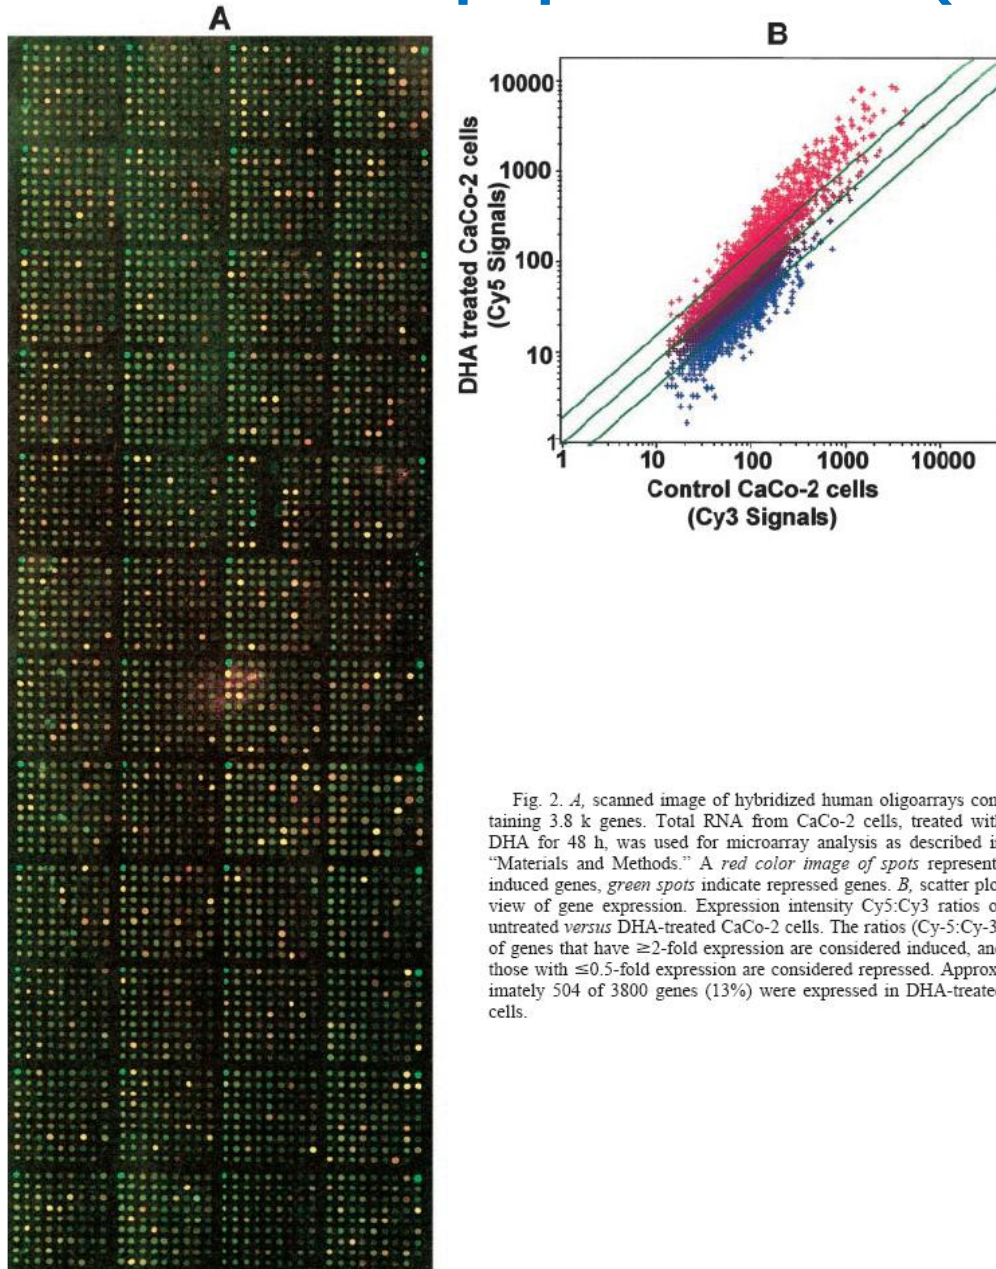 A
B
10000
1000
100
10
1
DHA treated CaCo-2 cells
(Cy5 Signals)
1 10 100 1000 10000
Control CaCo-2 cells
(Cy3 Signals)
Fig. 2. A, scanned image of hybridized human oligoarrays con
taining 3.8 k genes. Total RNA from CaCo-2 cells, treated with
DHA for 48 h, was used for microarray analysis as described in
“Materials and Methods.” A red color image of spots represent
induced genes, green spots indicate repressed genes. B, scatter plo
view of gene expression. Expression intensity Cy5:Cy3 ratios o
untreated versus DHA-treated CaCo-2 cells. The ratios (Cy-5:Cy-3
of genes that have ≥2-fold expression are considered induced, and
those with ≤0.5-fold expression are considered repressed. Approx
imately 504 of 3800 genes (13%) were expressed in DHA-treated
cells.